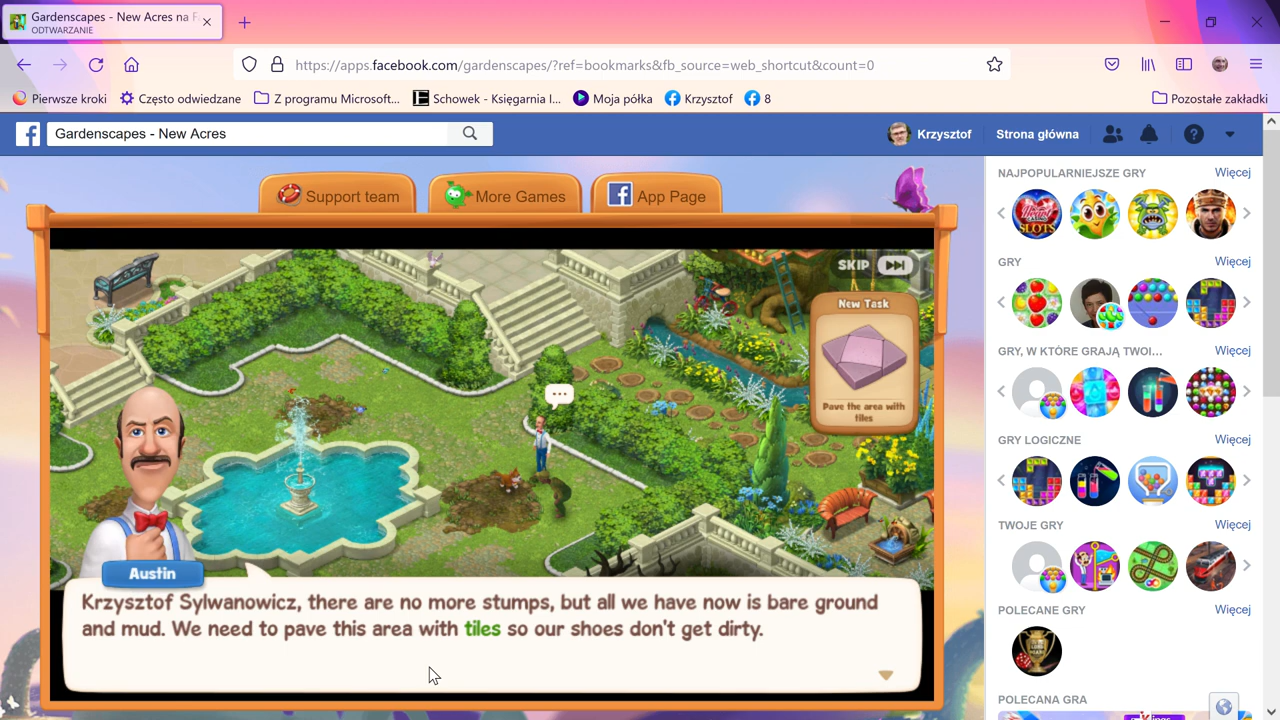 Gardenscapes - New Acres na F
ODTWARZANIE
https://apps.facebook.com/gardenscapes/?ref=bookmarks&fb_source=web_shortcut&count=0
Pierwsze kroki
Często odwiedzane
Z programu Microsoft...
Schowek - Księgarnia I...
Moja półka
Krzysztof
8
Pozostałe zakładki
Gardenscapes - New Acres
Krzysztof
Strona główna
Support team
More Games
App Page
SKIP
New Task
Pave the area with
tiles
Austin
Krzysztof Sylwanowicz, there are no more stumps, but all we have now is bare ground
and mud. We need to pave this area with tiles so our shoes don't get dirty.
NAJPOPULARNIEJSZE GRY
Więcej
SLOTS
GRY
Więcej
GRY, W KTÓRE GRAJĄ TWOI...
Więcej
GRY LOGICZNE
Więcej
TWOJE GRY
Więcej
POLECANE GRY
Więcej
POLECANA GRA